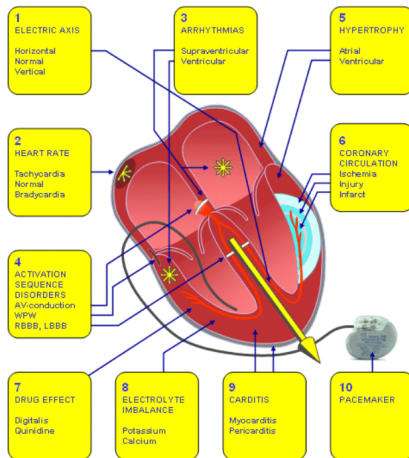 1
ELECTRIC AXIS
Horizontal
Normal
Vertical
3
ARRHYTHMIAS
Supraventricular
Ventricular
5
HYPERTROPHY
Atrial
Ventricular
2
HEART RATE
Tachycardia
Normal
Bradycardia
6
CORONARY
CIRCULATION
Ischemia
Injury
Infarct
4
ACTIVATION
SEQUENCE
DISORDERS
AV-conduction
WPW
RBBB, LBBB
7
DRUG EFFECT
Digitalis
Quinidine
8
ELECTROLYTE
IMBALANCE
Potassium
Calcium
9
CARDITIS
Myocarditis
Pericarditis
10
PACEMAKER